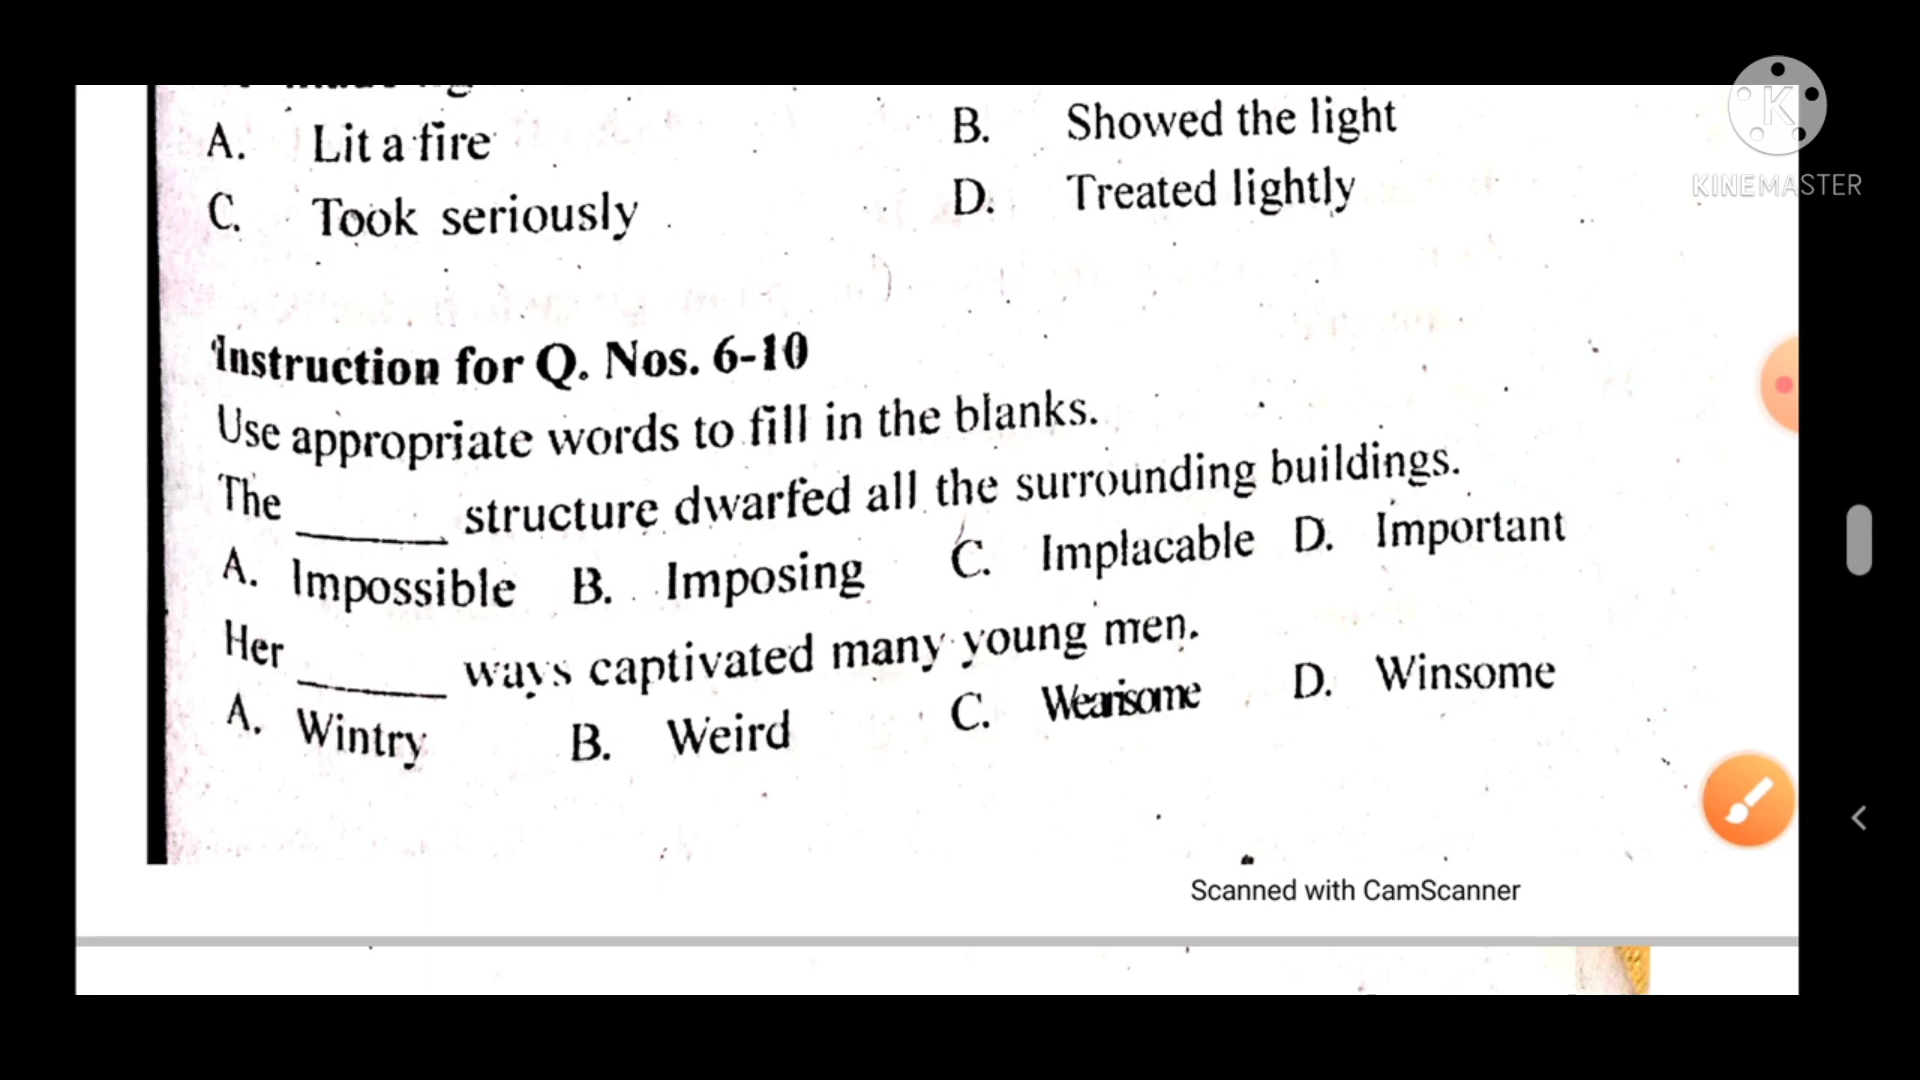 A. Lit a fire B. Showed the light
C. Took seriously D. Treated lightly
Instruction for Q. Nos. 6-10
Use appropriate words to fill in the blanks.
The ______ structure dwarfed all the surrounding buildings.
A. Impossible B. Imposing C. Implacable D. Important
Her ______ ways captivated many young men.
A. Wintry B. Weird C. Wearisome D. Winsome
Scanned with CamScanner
K
KINEMASTER